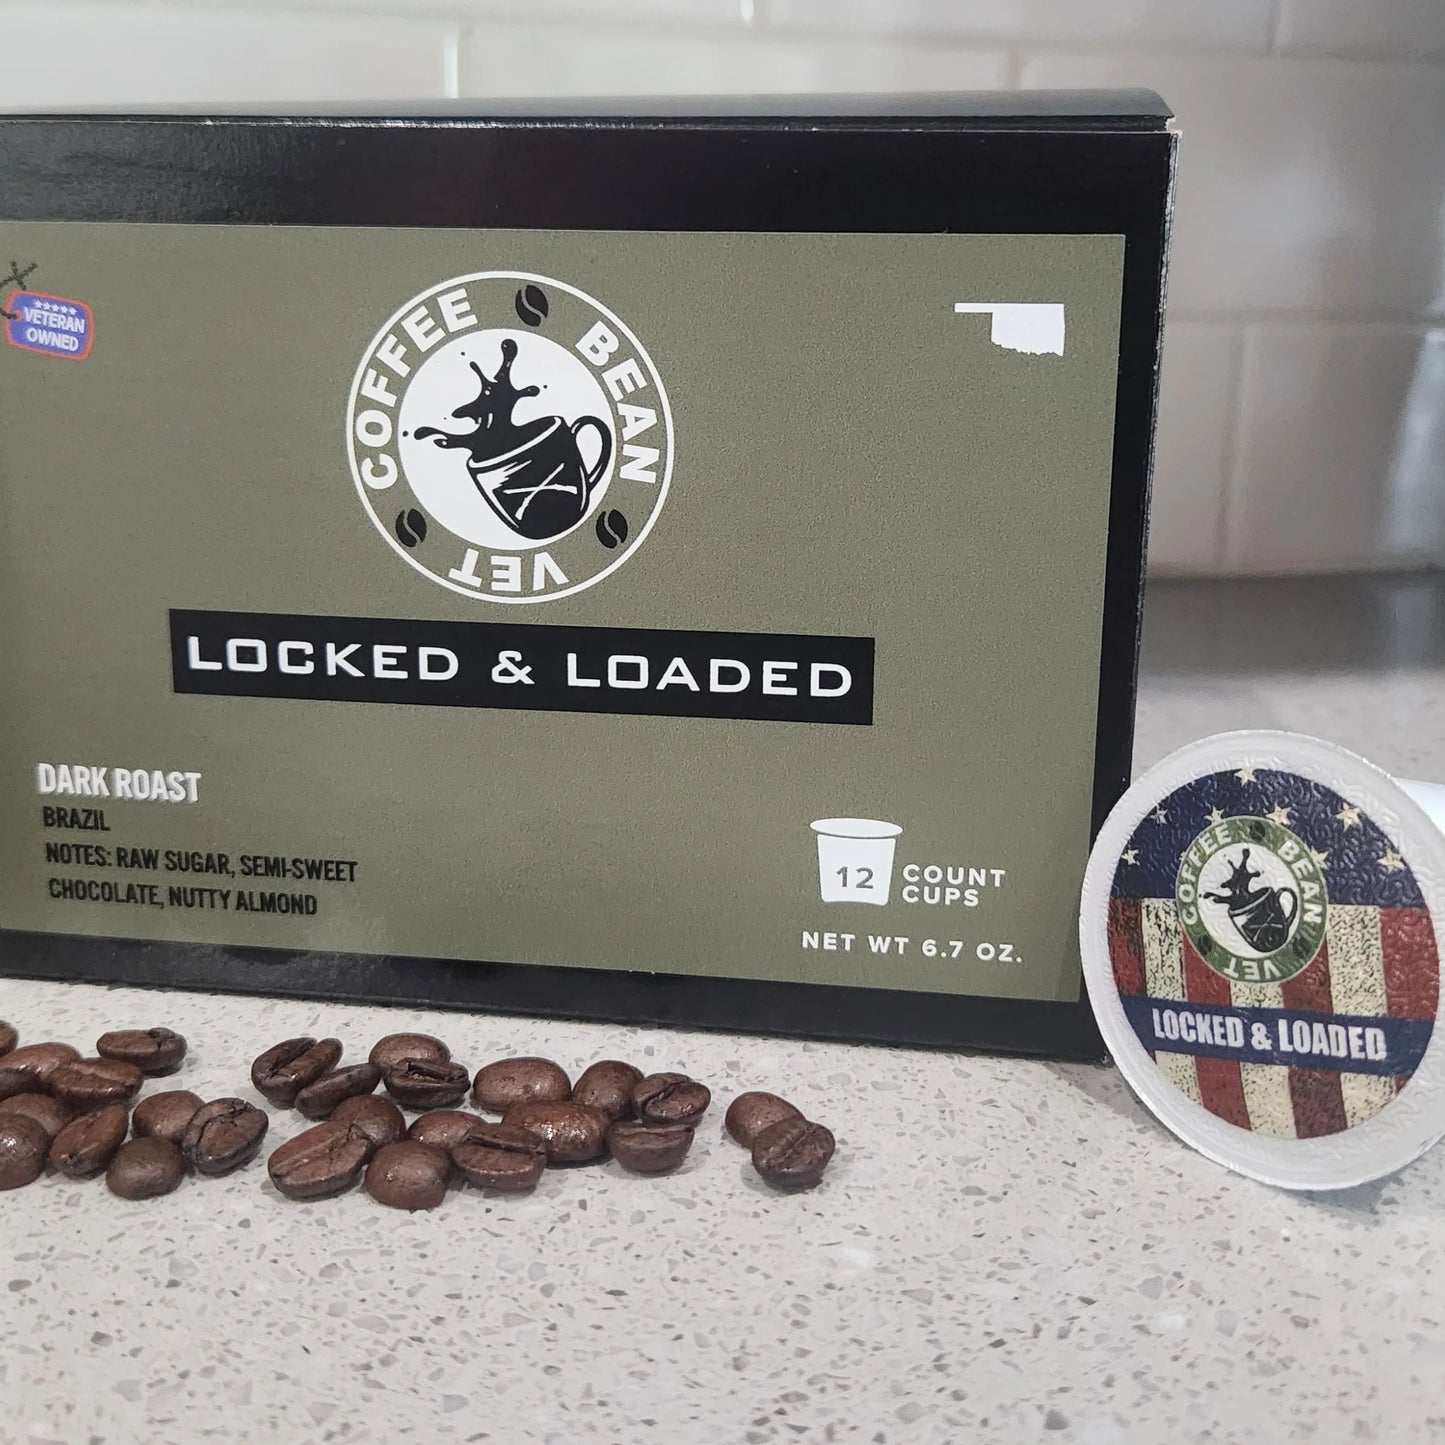 VETERAN
OWNED
COFFEE BEAN VET
LOCKED & LOADED
DARK ROAST
BRAZIL
NOTES: RAW SUGAR, SEMI-SWEET
CHOCOLATE, NUTTY ALMOND
12 COUNT
CUPS
NET WT 6.7 OZ.
COFFEE BEAN VET
LOCKED & LOADED